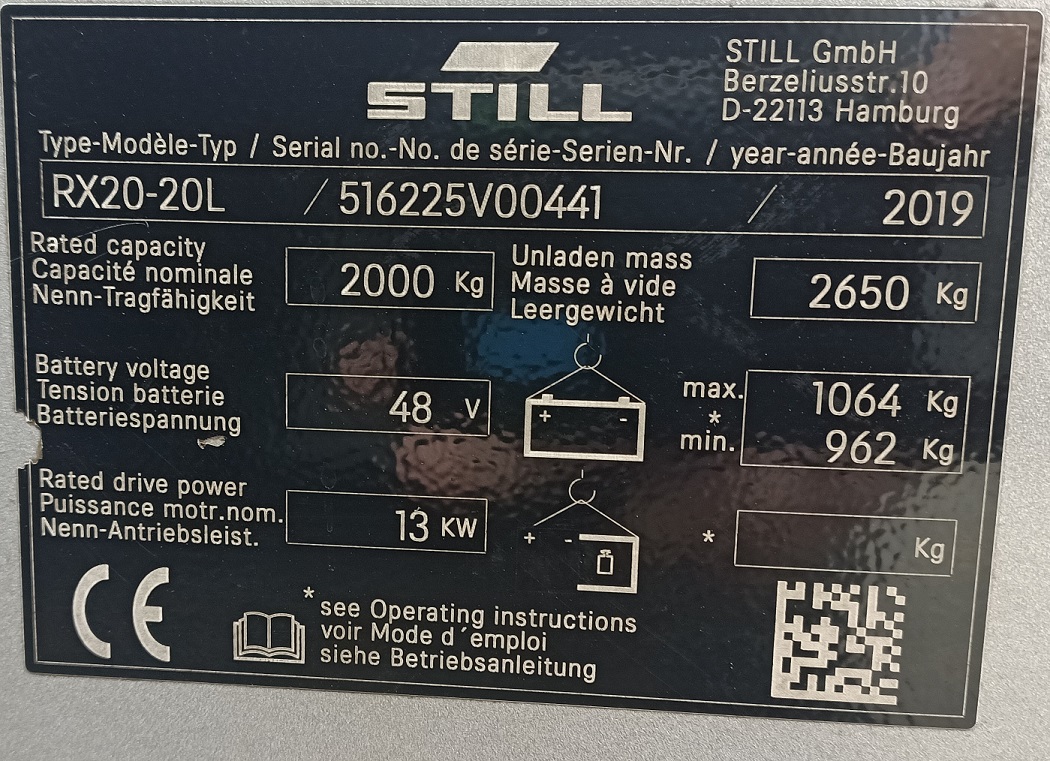 STILL
STILL GmbH
Berzeliusstr.10
D-22113 Hamburg
Type-Modèle-Typ / Serial no.-No. de série-Serien-Nr. / year-année-Baujahr
RX20-20L / 516225V00441 / 2019
Rated capacity
Capacité nominale
Nenn-Tragfähigkeit
2000 Kg
Unladen mass
Masse à vide
Leergewicht
2650 Kg
Battery voltage
Tension batterie
Batteriespannung
48 V
+ -
max. 1064 Kg
*
min. 962 Kg
Rated drive power
Puissance motr.nom.
Nenn-Antriebsleist.
13 KW
+ -
* Kg
CE
* see Operating instructions
voir Mode d´emploi
siehe Betriebsanleitung